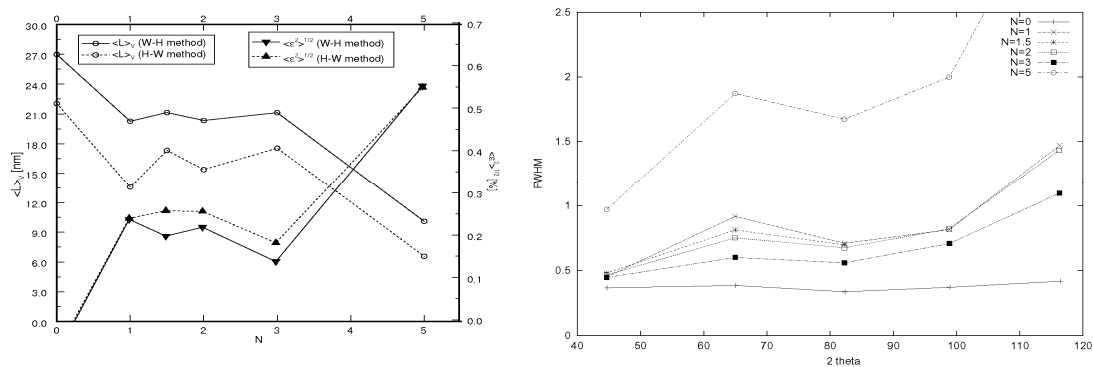 0 1 2 3 4 5
30.0 27.0 24.0 21.0 18.0 15.0 12.0 9.0 6.0 3.0 0.0
<L>V [nm]
<L>V (W-H method)
<L>V (H-W method)
<ε²>1/2 (W-H method)
<ε²>1/2 (H-W method)
0.7 0.6 0.5 0.4 0.3 0.2 0.1 0.0
<ε²>1/2 [%]
0 1 2 3 4 5
N
2.5
2
1.5
1
0.5
0
FWHM
N=0
N=1
N=1.5
N=2
N=3
N=5
40 50 60 70 80 90 100 110 120
2 theta